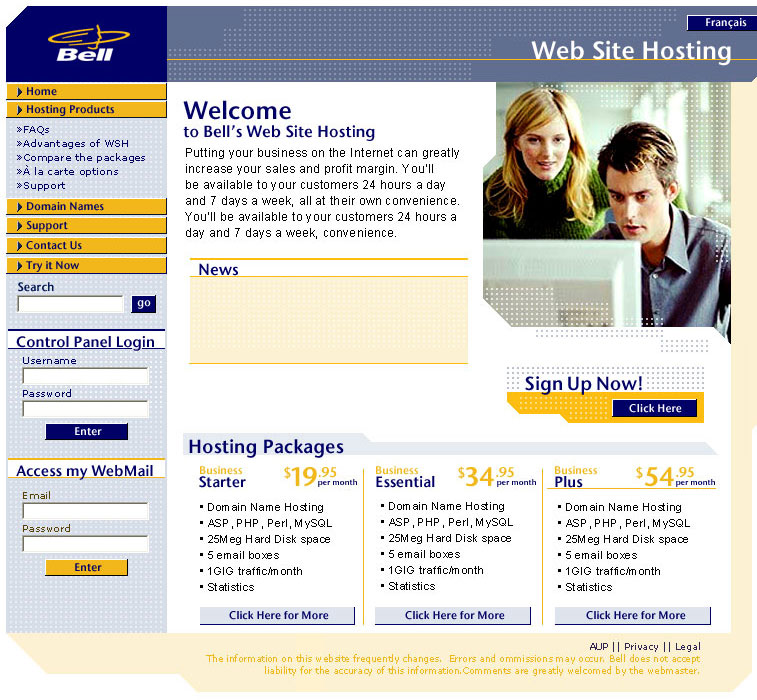 Bell
Français
Web Site Hosting
Home
Hosting Products
»FAQs
»Advantages of WSH
»Compare the packages
»À la carte options
»Support
Domain Names
Support
Contact Us
Try it Now
Search
go
Control Panel Login
Username
Password
Enter
Access my WebMail
Email
Password
Enter
Welcome
to Bell's Web Site Hosting
Putting your business on the Internet can greatly
increase your sales and profit margin. You'll
be available to your customers 24 hours a day
and 7 days a week, all at their own convenience.
You'll be available to your customers 24 hours a
day and 7 days a week, convenience.
News
Sign Up Now!
Click Here
Hosting Packages
Business
Starter
$19.95
per month
• Domain Name Hosting
• ASP, PHP, Perl, MySQL
• 25Meg Hard Disk space
• 5 email boxes
• 1GIG traffic/month
• Statistics
Click Here for More
Business
Essential
$34.95
per month
• Domain Name Hosting
• ASP, PHP, Perl, MySQL
• 25Meg Hard Disk space
• 5 email boxes
• 1GIG traffic/month
• Statistics
Click Here for More
Business
Plus
$54.95
per month
• Domain Name Hosting
• ASP, PHP, Perl, MySQL
• 25Meg Hard Disk space
• 5 email boxes
• 1GIG traffic/month
• Statistics
Click Here for More
AUP || Privacy || Legal
The information on this website frequently changes. Errors and ommissions may occur. Bell does not accept
liability for the accuracy of this information.Comments are greatly welcomed by the webmaster.